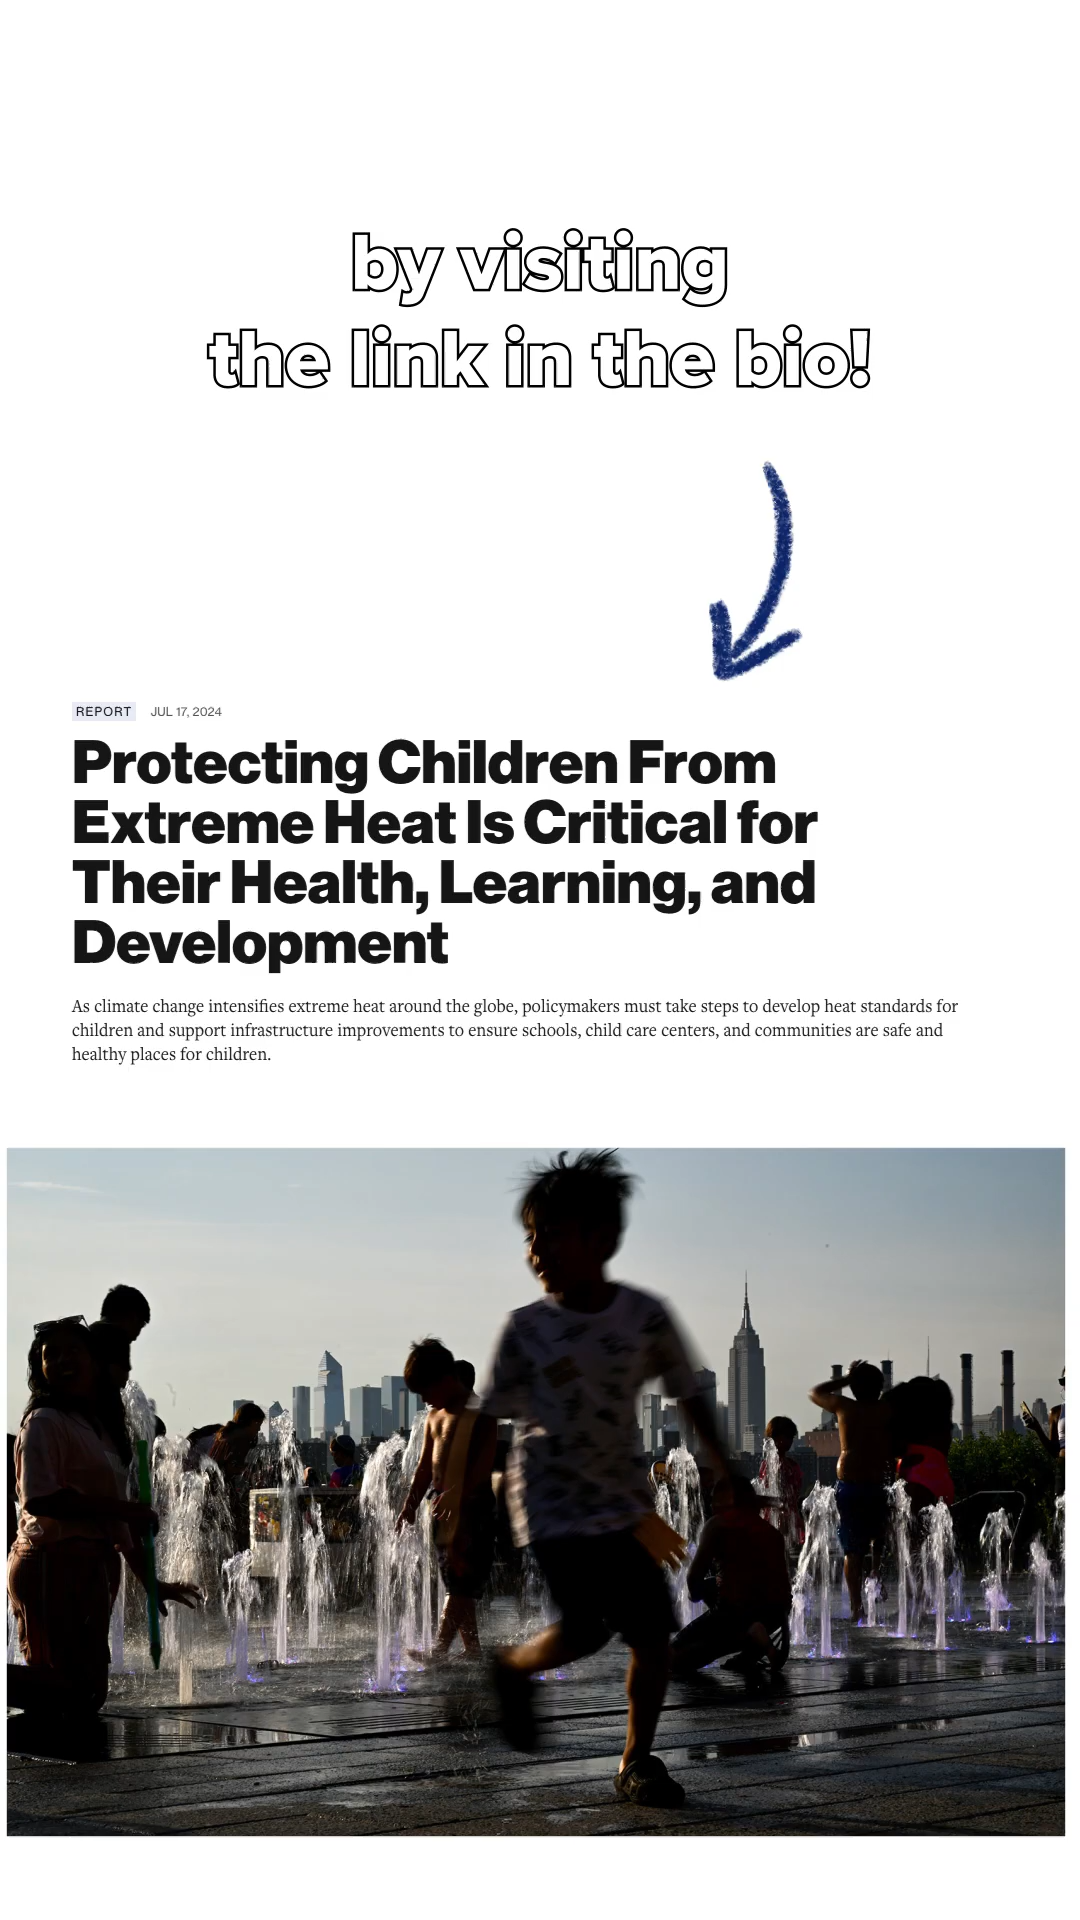 by visiting
the link in the bio!
REPORT JUL 17, 2024
Protecting Children From
Extreme Heat Is Critical for
Their Health, Learning, and
Development
As climate change intensifies extreme heat around the globe, policymakers must take steps to develop heat standards for
children and support infrastructure improvements to ensure schools, child care centers, and communities are safe and
healthy places for children.